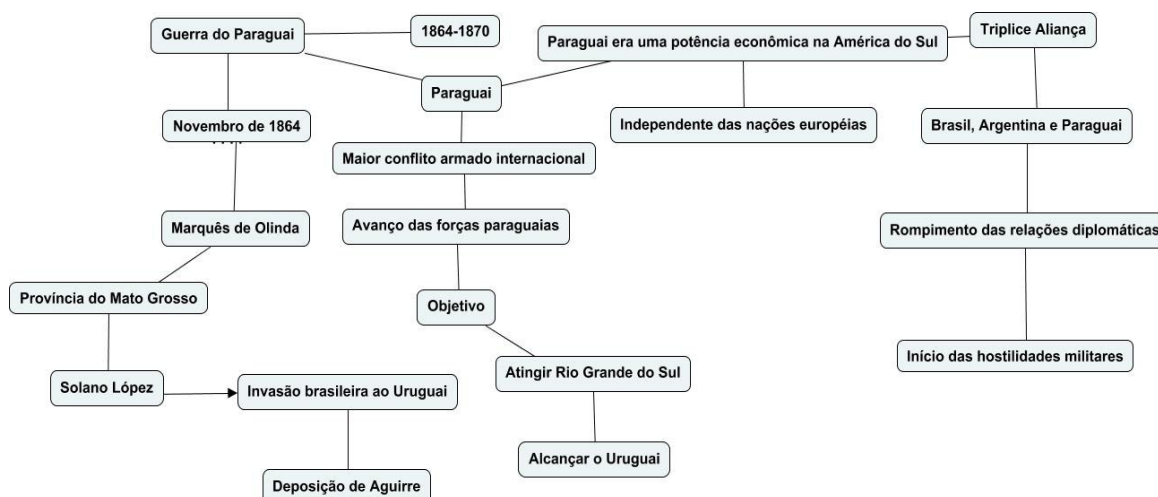 Guerra do Paraguai
1864-1870
Paraguai era uma potência econômica na América do Sul
Triplice Aliança
Paraguai
Novembro de 1864
Independente das nações européias
Brasil, Argentina e Paraguai
Maior conflito armado internacional
Marquês de Olinda
Avanço das forças paraguaias
Rompimento das relações diplomáticas
Província do Mato Grosso
Objetivo
Início das hostilidades militares
Solano López
Invasão brasileira ao Uruguai
Atingir Rio Grande do Sul
Alcançar o Uruguai
Deposição de Aguirre